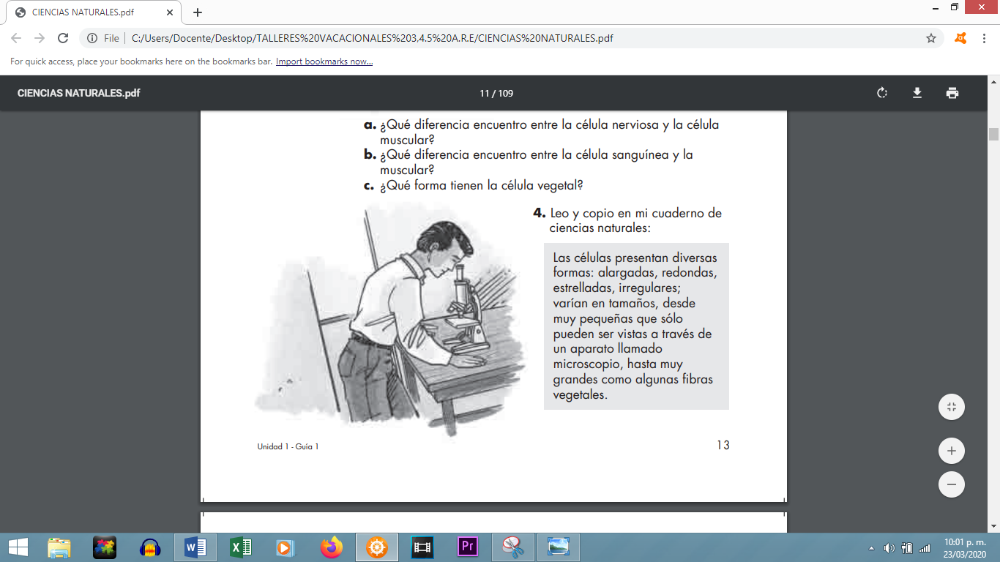 CIENCIAS NATURALES.pdf
File
C:/Users/Docente/Desktop/TALLERES%20VACACIONALES%203,4.5%20A.R.E/CIENCIAS%20NATURALES.pdf
For quick access, place your bookmarks here on the bookmarks bar. Import bookmarks now...
CIENCIAS NATURALES.pdf
11 / 109
a. ¿Qué diferencia encuentro entre la célula nerviosa y la célula
muscular?
b. ¿Qué diferencia encuentro entre la célula sanguínea y la
muscular?
c. ¿Qué forma tienen la célula vegetal?
4. Leo y copio en mi cuaderno de
ciencias naturales:
Las células presentan diversas
formas: alargadas, redondas,
estrelladas, irregulares;
varían en tamaños, desde
muy pequeñas que sólo
pueden ser vistas a través de
un aparato llamado
microscopio, hasta muy
grandes como algunas fibras
vegetales.
Unidad 1 - Guía 1
13
W
X
Pr
10:01 p. m.
23/03/2020